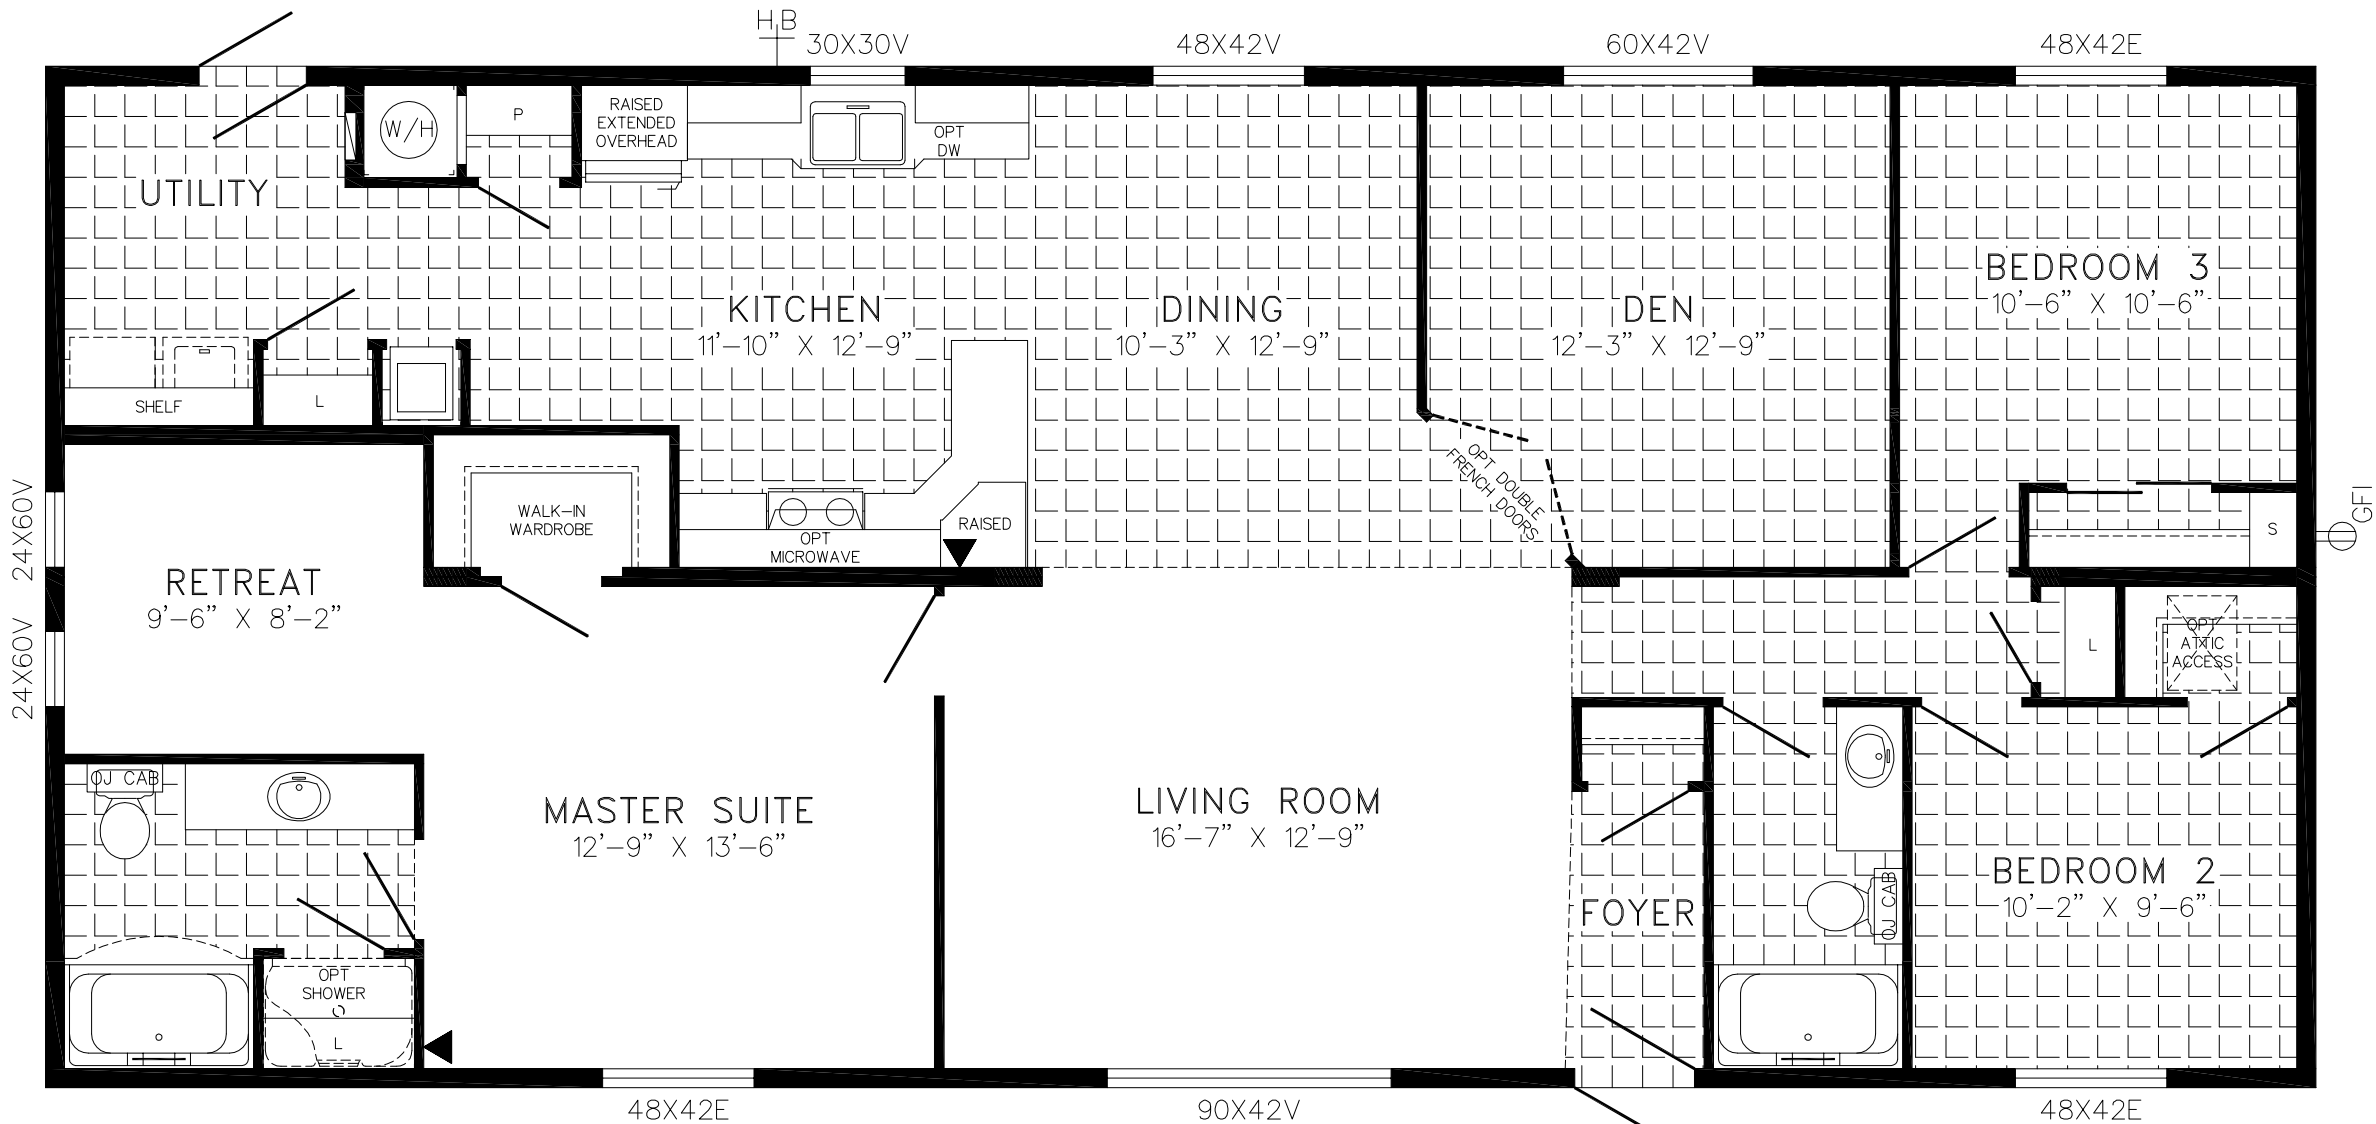 HB
30X30V
48X42V
60X42V
48X42E
W/H
P
RAISED
EXTENDED
OVERHEAD
OPT
DW
UTILITY
KITCHEN
11'-10" X 12'-9"
DINING
10'-3" X 12'-9"
DEN
12'-3" X 12'-9"
BEDROOM 3
10'-6" X 10'-6"
SHELF
L
OPT DOUBLE
FRENCH DOORS
24X60V
WALK-IN
WARDROBE
OPT
MICROWAVE
RAISED
S
GFI
RETREAT
9'-6" X 8'-2"
24X60V
L
OPT
ATTIC
ACCESS
OJ CAB
MASTER SUITE
12'-9" X 13'-6"
LIVING ROOM
16'-7" X 12'-9"
FOYER
OJ CAB
BEDROOM 2
10'-2" X 9'-6"
OPT
SHOWER
L
48X42E
90X42V
48X42E